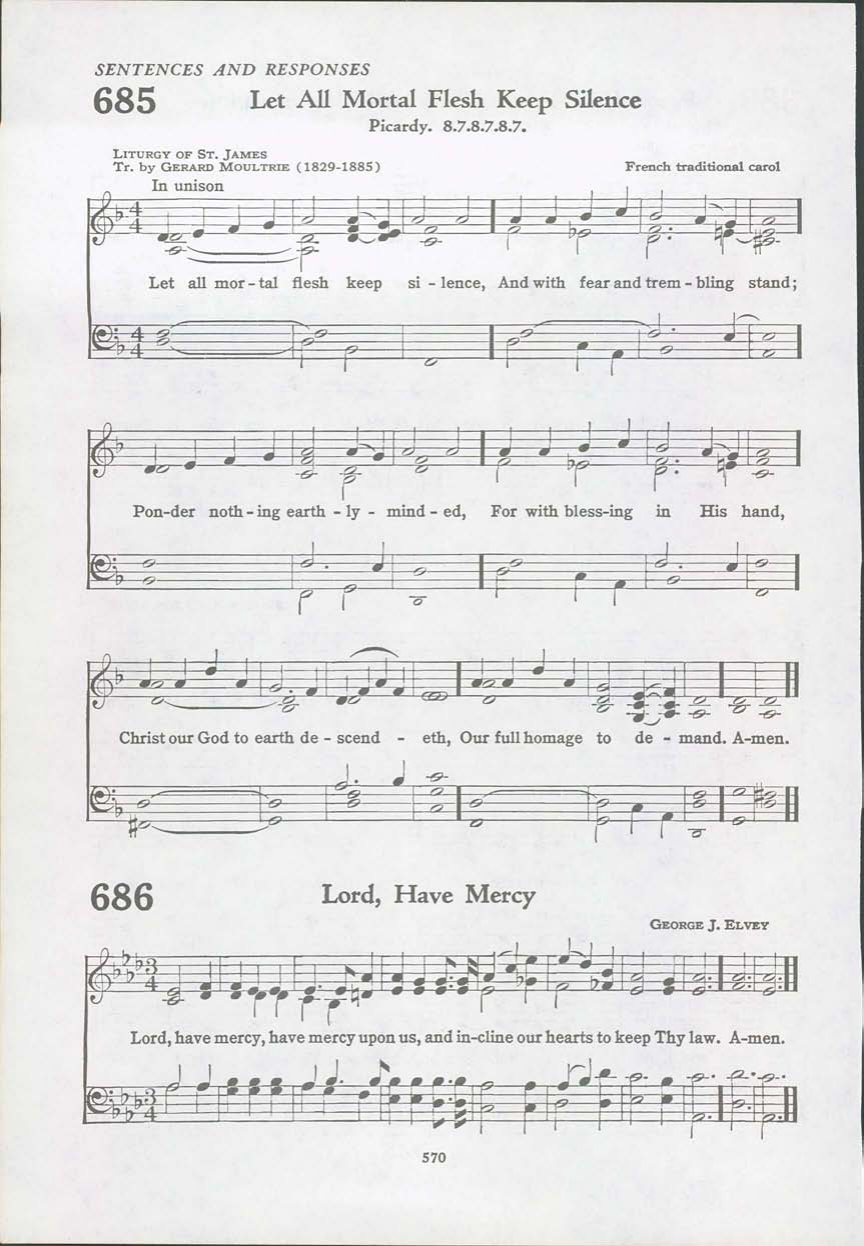 SENTENCES AND RESPONSES
685 Let All Mortal Flesh Keep Silence
Picardy. 8.7.8.7.8.7.
LITURGY OF ST. JAMES
Tr. by GERARD MOULTRIE (1829-1885) French traditional carol
In unison
4
4
Let all mor-tal flesh keep si-lence, And with fear and trem-bling stand;
4
4
Pon-der noth-ing earth-ly-mind-ed, For with bless-ing in His hand,
Christ our God to earth de-scend - eth, Our full homage to de-mand. A-men.
686 Lord, Have Mercy
GEORGE J. ELVEY
3
4
Lord, have mercy, have mercy upon us, and in-cline our hearts to keep Thy law. A-men.
3
4
570